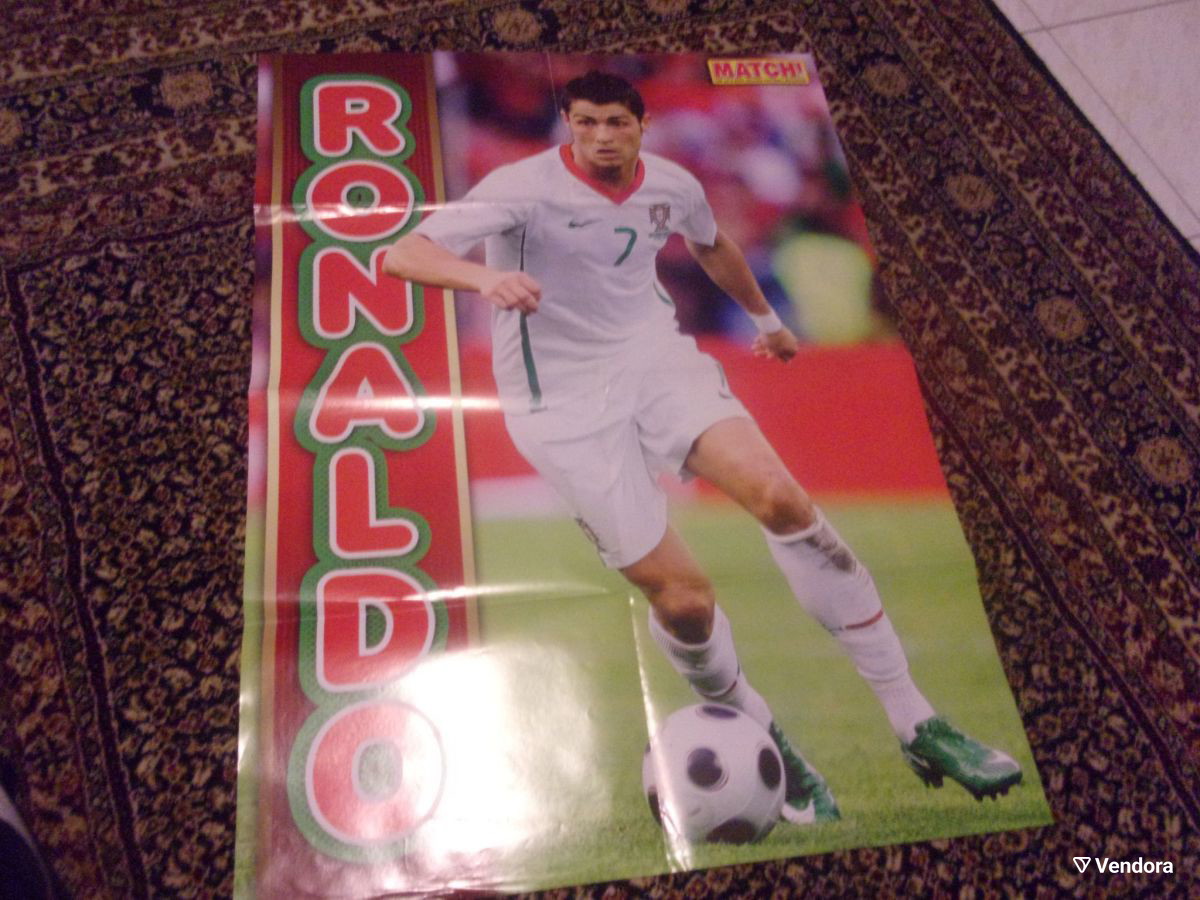 MATCH!
RONALDO
7
Vendora